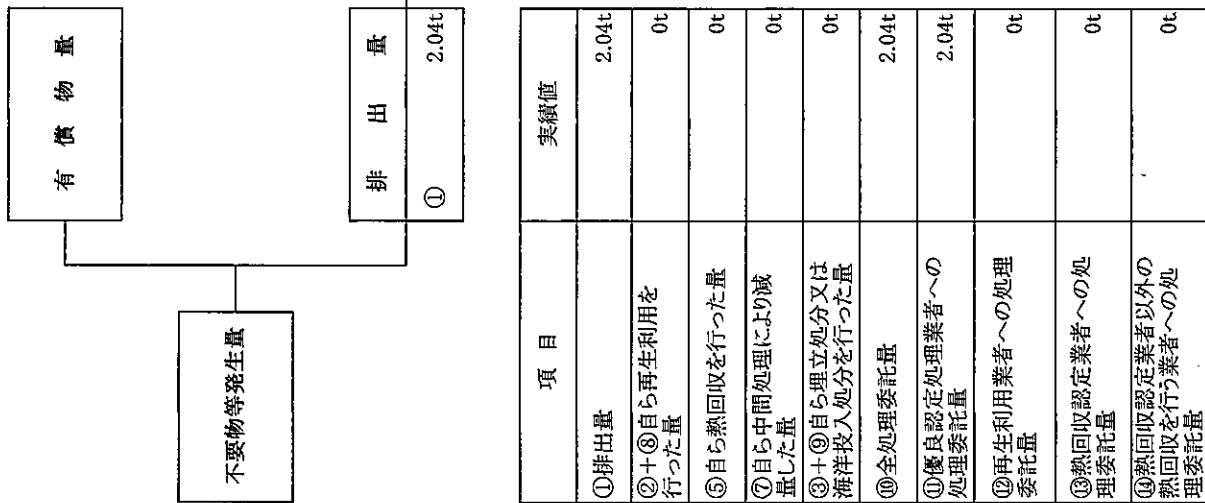 有償物量
不要物等発生量
排出量
① 2.04t
項目 実績値
①排出量 2.04t
②+⑧自ら再生利用を
行った量 0t
⑤自ら熱回収を行った量 0t
⑦自ら中間処理により減
量した量 0t
③+⑨自ら埋立処分又は
海洋投入処分を行った量 0t
⑩全処理委託量 2.04t
⑪優良認定処理業者への
処理委託量 2.04t
⑫再生利用業者への処理
委託量 0t
⑬熱回収認定業者への処
理委託量 0t
⑭熱回収認定業者以外の
熱回収を行う業者への処
理委託量 0t